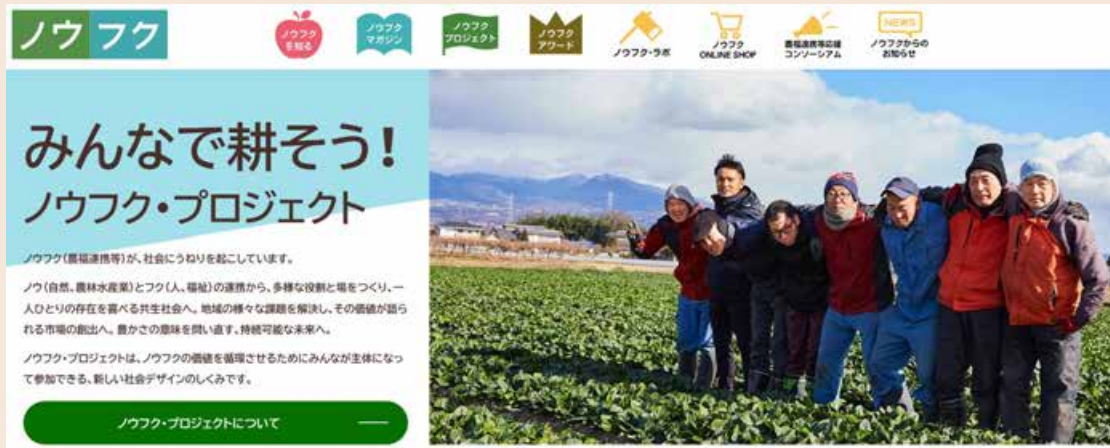 ノウフク
ノウフク
を知る
ノウフク
マガジン
ノウフク
プロジェクト
ノウフク
アワード
ノウフク・ラボ
ノウフク
ONLINE SHOP
農福連携等応援
コンソーシアム
NEWS
ノウフクからの
お知らせ
みんなで耕そう!
ノウフク・プロジェクト
ノウフク(農福連携等)が、社会にうねりを起こしています。
ノウ(自然、農林水産業)とフク(人、福祉)の連携から、多様な役割と場をつくり、一
人ひとりの存在を喜べる共生社会へ。地域の様々な課題を解決し、その価値が語ら
れる市場の創出へ。豊かさの意味を問い直す、持続可能な未来へ。
ノウフク・プロジェクトは、ノウフクの価値を循環させるためにみんなが主体になっ
て参加できる、新しい社会デザインのしくみです。
ノウフク・プロジェクトについて